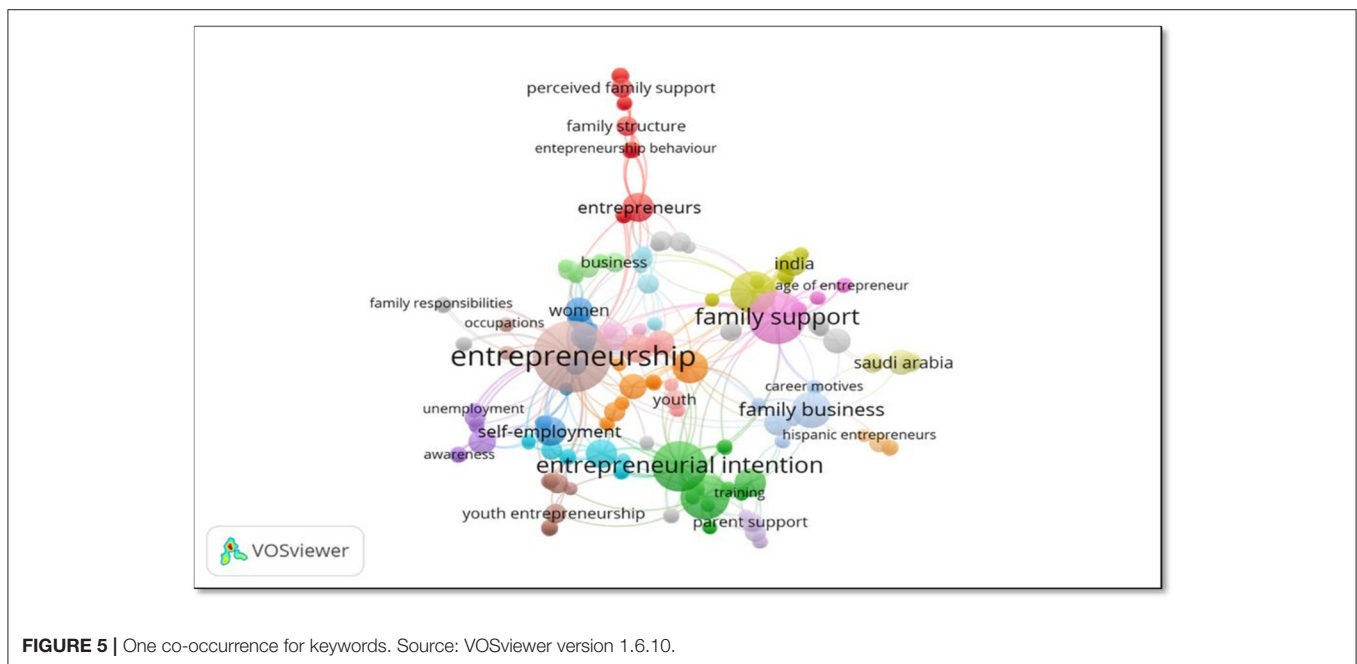 perceived family support
family structure
entepreneurship behaviour
entrepreneurs
business
india
age of entrepreneur
family responsibilities
women
occupations
family support
entrepreneurship
saudi arabia
career motives
youth
family business
unemployment
self-employment
hispanic entrepreneurs
awareness
entrepreneurial intention
training
youth entrepreneurship
parent support
VOSviewer
FIGURE 5 | One co-occurrence for keywords. Source: VOSviewer version 1.6.10.